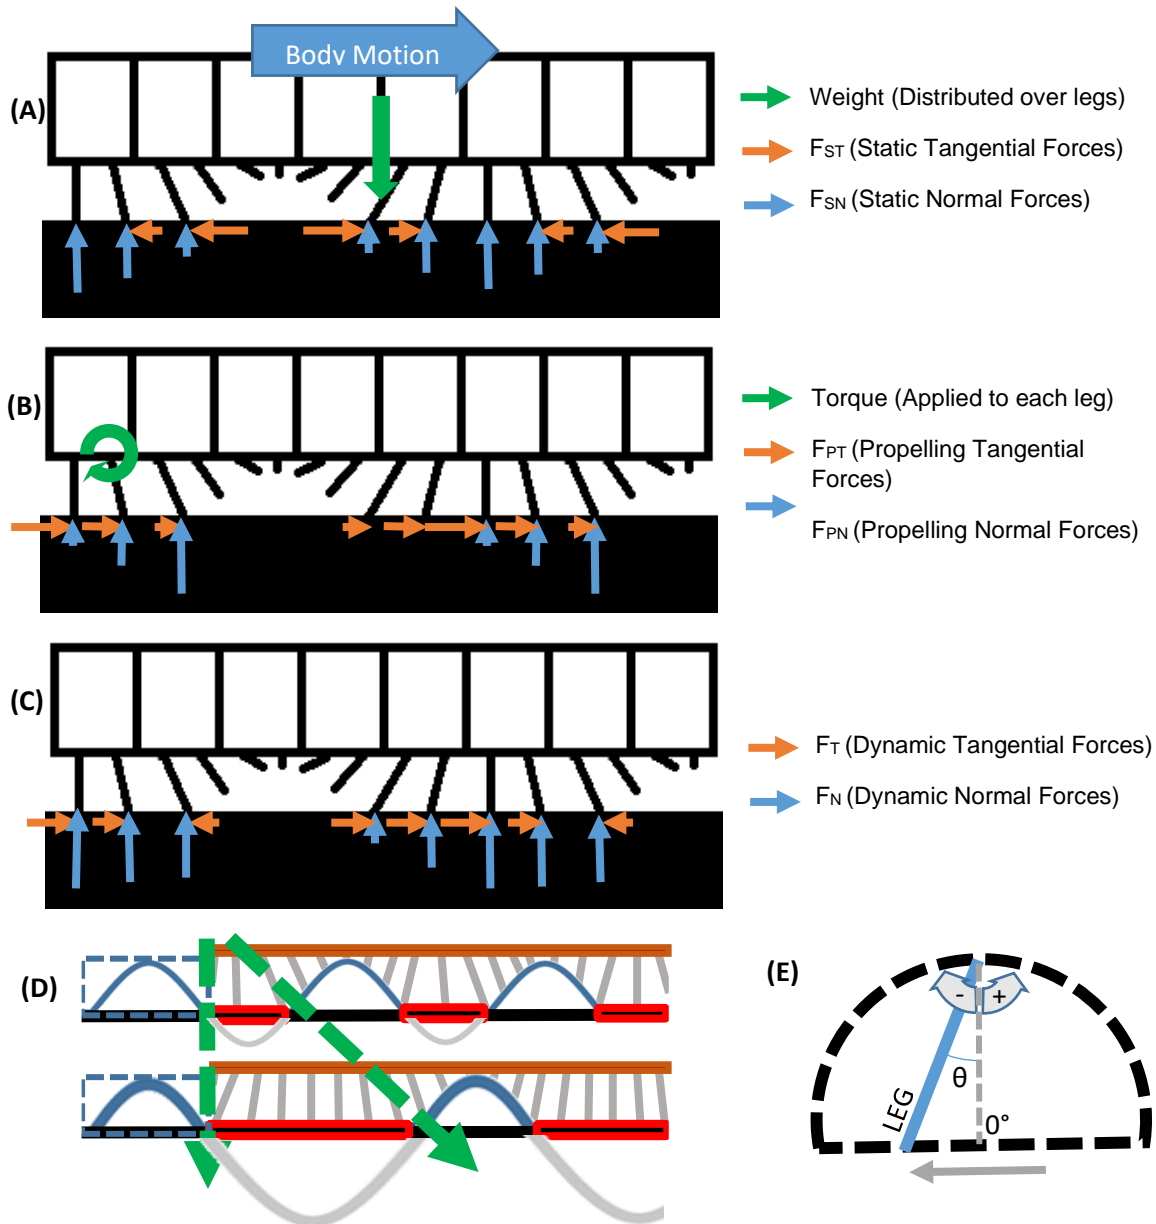 Body Motion
(A)
Weight (Distributed over legs)
FST (Static Tangential Forces)
FSN (Static Normal Forces)
(B)
Torque (Applied to each leg)
FPT (Propelling Tangential
Forces)
FPN (Propelling Normal Forces)
(C)
FT (Dynamic Tangential Forces)
FN (Dynamic Normal Forces)
(D)
(E)
- +
θ
LEG
0°